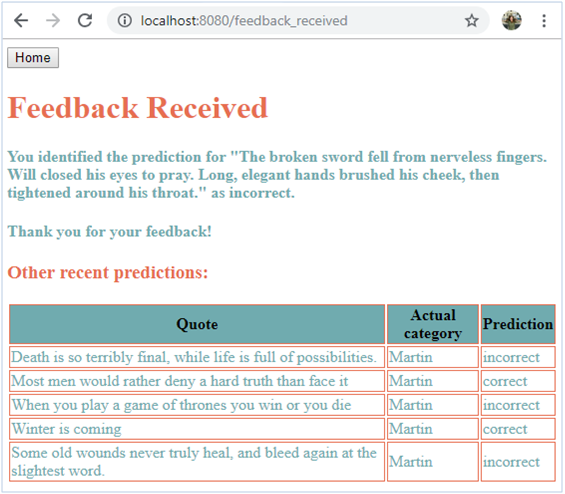 localhost:8080/feedback_received
Home
Feedback Received
You identified the prediction for "The broken sword fell from nerveless fingers.
Will closed his eyes to pray. Long, elegant hands brushed his cheek, then
tightened around his throat." as incorrect.
Thank you for your feedback!
Other recent predictions:
Quote Actual category Prediction
Death is so terribly final, while life is full of possibilities. Martin incorrect
Most men would rather deny a hard truth than face it Martin correct
When you play a game of thrones you win or you die Martin incorrect
Winter is coming Martin correct
Some old wounds never truly heal, and bleed again at the
slightest word. Martin incorrect